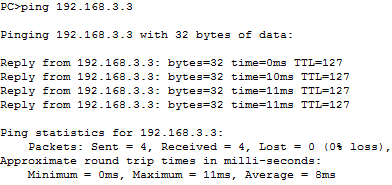 PC>ping 192.168.3.3
Pinging 192.168.3.3 with 32 bytes of data:
Reply from 192.168.3.3: bytes=32 time=0ms TTL=127
Reply from 192.168.3.3: bytes=32 time=10ms TTL=127
Reply from 192.168.3.3: bytes=32 time=11ms TTL=127
Reply from 192.168.3.3: bytes=32 time=11ms TTL=127
Ping statistics for 192.168.3.3:
Packets: Sent = 4, Received = 4, Lost = 0 (0% loss),
Approximate round trip times in milli-seconds:
Minimum = 0ms, Maximum = 11ms, Average = 8ms